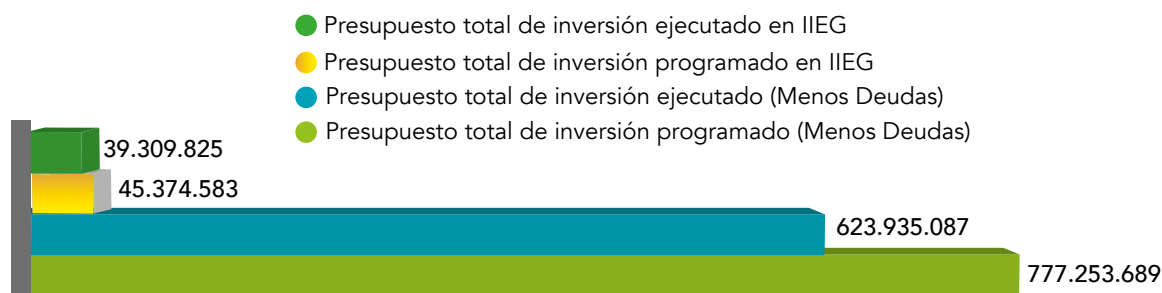 Presupuesto total de inversión ejecutado en IIEG
Presupuesto total de inversión programado en IIEG
Presupuesto total de inversión ejecutado (Menos Deudas)
Presupuesto total de inversión programado (Menos Deudas)
39.309.825
45.374.583
623.935.087
777.253.689